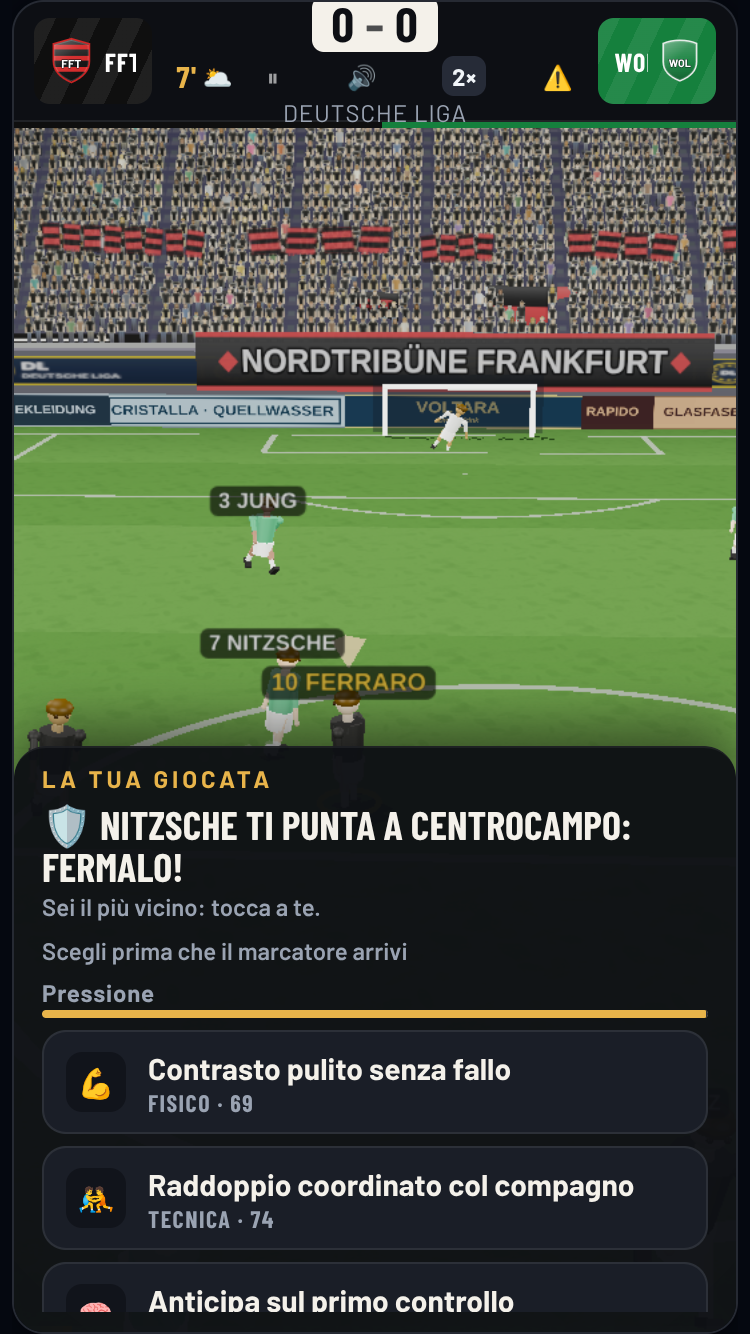 0 - 0
FFT
FFT
7'
2×
WO
WOL
DEUTSCHE LIGA
DL
DEUTSCHE LIGA
NORDTRIBÜNE FRANKFURT
EKLEIDUNG
CRISTALLA · QUELLWASSER
VOLTARA
RAPIDO
GLASFASE
3 JUNG
7 NITZSCHE
10 FERRARO
LA TUA GIOCATA
NITZSCHE TI PUNTA A CENTROCAMPO:
FERMALO!
Sei il più vicino: tocca a te.
Scegli prima che il marcatore arrivi
Pressione
Contrasto pulito senza fallo
FISICO · 69
Raddoppio coordinato col compagno
TECNICA · 74
Anticipa sul primo controllo